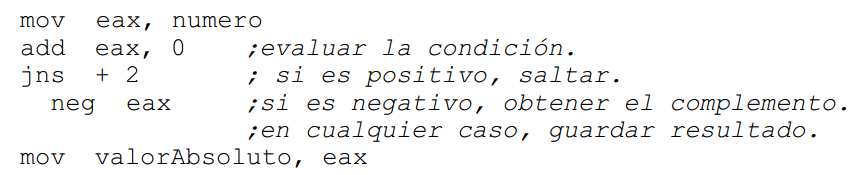 mov  eax, numero
add  eax, 0    ;evaluar la condición.
jns  + 2       ; si es positivo, saltar.
  neg  eax     ;si es negativo, obtener el complemento.
               ;en cualquier caso, guardar resultado.
mov  valorAbsoluto, eax